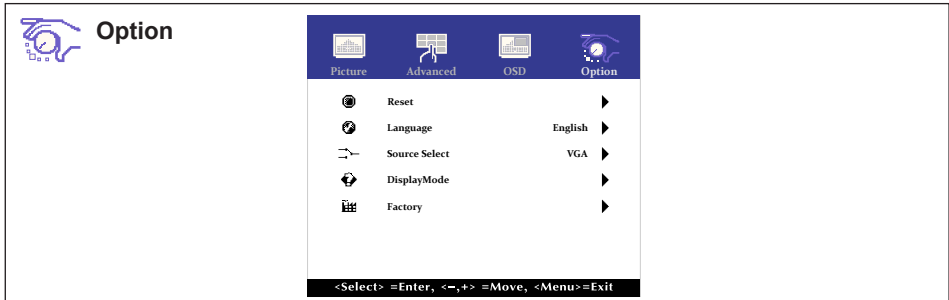 Option
Picture Advanced OSD Option
Reset
Language English
Source Select VGA
DisplayMode
Factory
<Select> =Enter, <−,+> =Move, <Menu>=Exit